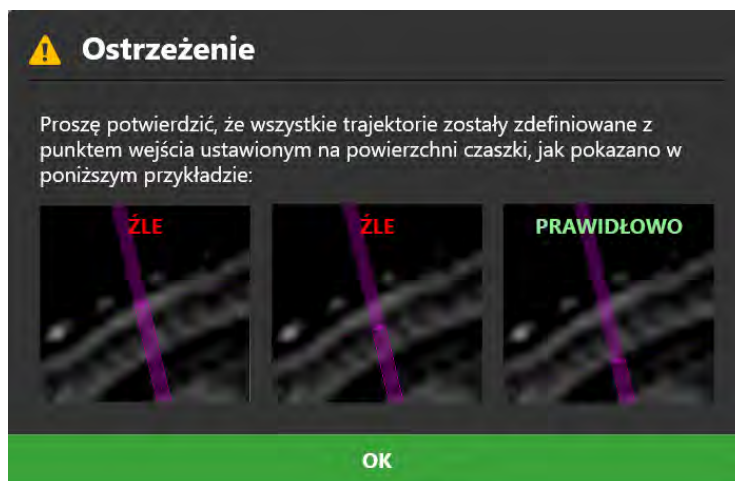 Ostrzeżenie
Proszę potwierdzić, że wszystkie trajektorie zostały zdefiniowane z
punktem wejścia ustawionym na powierzchni czaszki, jak pokazano w
poniższym przykładzie:
ŹLE
ŹLE
PRAWIDŁOWO
OK